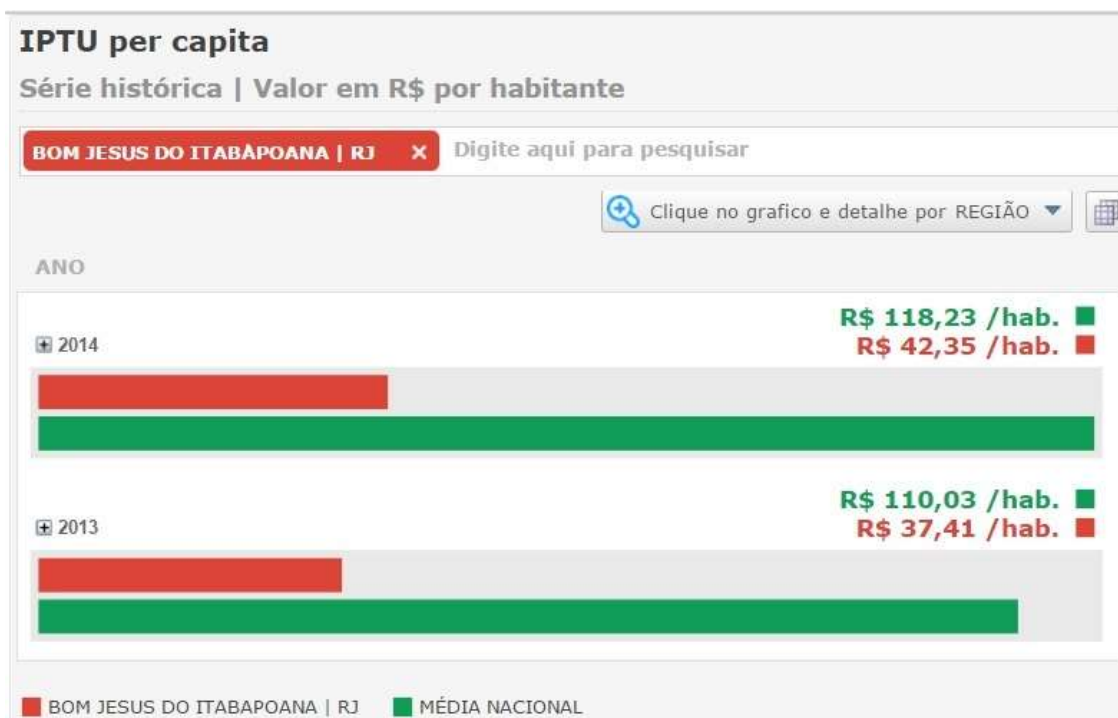 IPTU per capita
Série histórica | Valor em R$ por habitante
BOM JESUS DO ITABAPOANA | RJ × Digite aqui para pesquisar
Clique no grafico e detalhe por REGIÃO
ANO
R$ 118,23 /hab.
2014 R$ 42,35 /hab.
R$ 110,03 /hab.
2013 R$ 37,41 /hab.
BOM JESUS DO ITABAPOANA | RJ MÉDIA NACIONAL